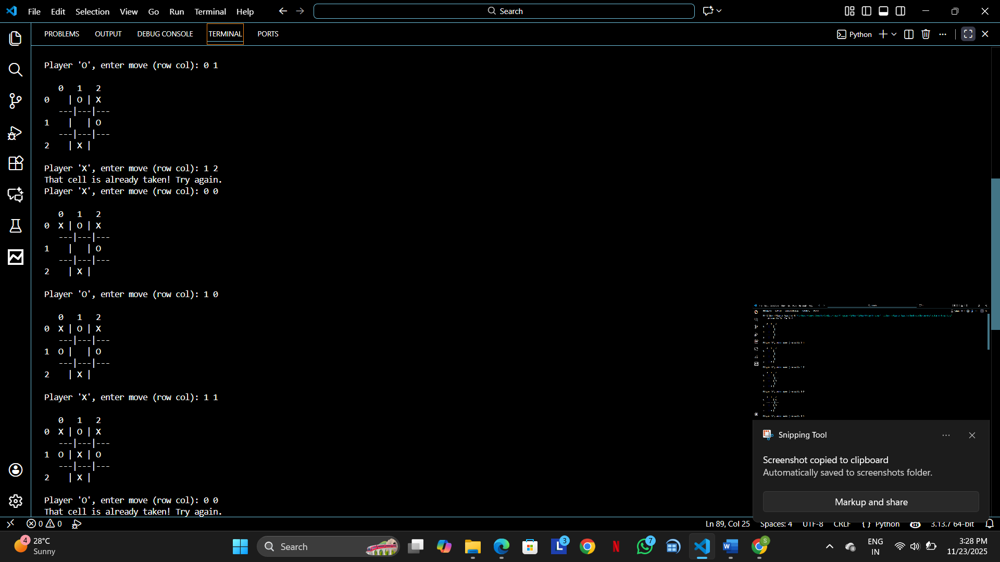 File Edit Selection View Go Run Terminal Help
Search
PROBLEMS OUTPUT DEBUG CONSOLE TERMINAL PORTS
Python
Player 'O', enter move (row col): 0 1
0 1 2
0 | O | X
---|---|---
1 | | O
---|---|---
2 | X |
Player 'X', enter move (row col): 1 2
That cell is already taken! Try again.
Player 'X', enter move (row col): 0 0
0 1 2
0 X | O | X
---|---|---
1 | | O
---|---|---
2 | X |
Player 'O', enter move (row col): 1 0
0 1 2
0 X | O | X
---|---|---
1 O | | O
---|---|---
2 | X |
Player 'X', enter move (row col): 1 1
0 1 2
0 X | O | X
---|---|---
1 O | X | O
---|---|---
2 | X |
Player 'O', enter move (row col): 0 0
That cell is already taken! Try again.
Snipping Tool
Screenshot copied to clipboard
Automatically saved to screenshots folder.
Markup and share
0 0
Ln 89, Col 25 Spaces: 4 UTF-8 CRLF {} Python 3.13.7 64-bit
4
28°C
Sunny
Search
3
7
S
ENG
IN
3:28 PM
11/23/2025